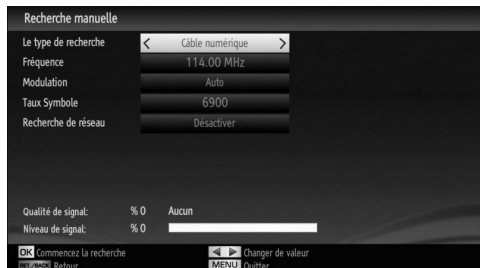 Recherche manuelle
Le type de recherche < Câble numérique >
Fréquence 114.00 MHz
Modulation Auto
Taux Symbole 6900
Recherche de réseau Désactiver
Qualité de signal: % 0 Aucun
Niveau de signal: % 0
OK Commencez la recherche ◀ ▶ Changer de valeur
RET./BACK Retour MENU Quitter